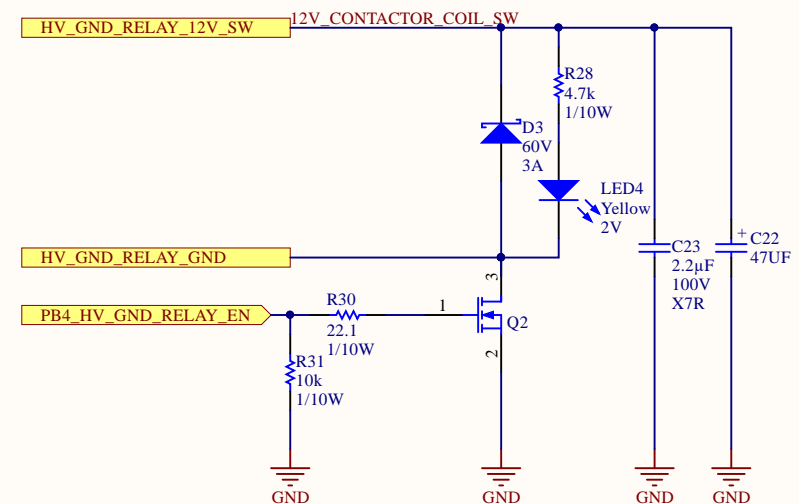 12V_CONTACTOR_COIL_SW
HV_GND_RELAY_12V_SW
R28
4.7k
1/10W
D3
60V
3A
LED4
Yellow
2V
HV_GND_RELAY_GND
C23
2.2µF
100V
X7R
+
C22
47UF
3
PB4_HV_GND_RELAY_EN
R30
22.1
1/10W
1
Q2
2
R31
10k
1/10W
GND
GND
GND
GND